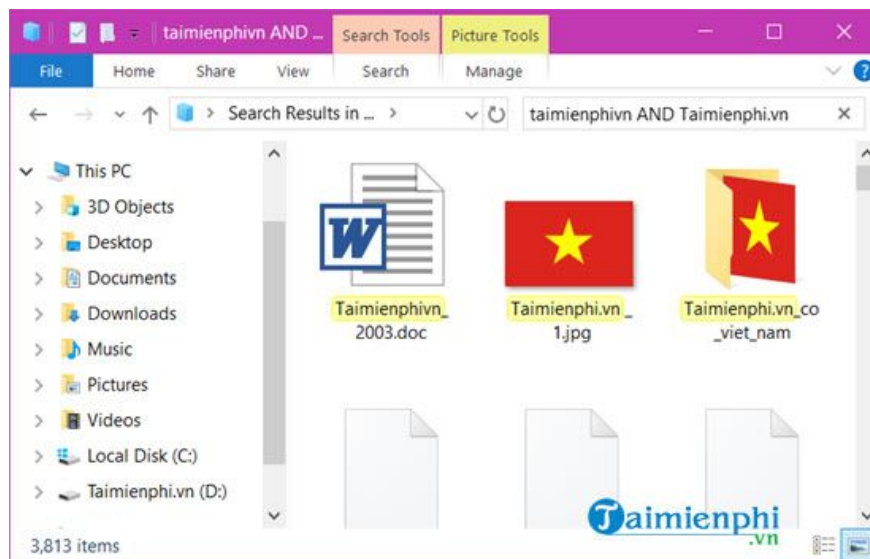 taimienphivn AND ...
Search Tools
Picture Tools
File
Home
Share
View
Search
Manage
?
Search Results in ...
taimienphivn AND Taimienphi.vn
This PC
3D Objects
Desktop
Documents
Downloads
Music
Pictures
Videos
Local Disk (C:)
Taimienphi.vn (D:)
W
Taimienphivn_
2003.doc
Taimienphi.vn_
1.jpg
Taimienphi.vn_co
_viet_nam
Taimienphi
.vn
3,813 items